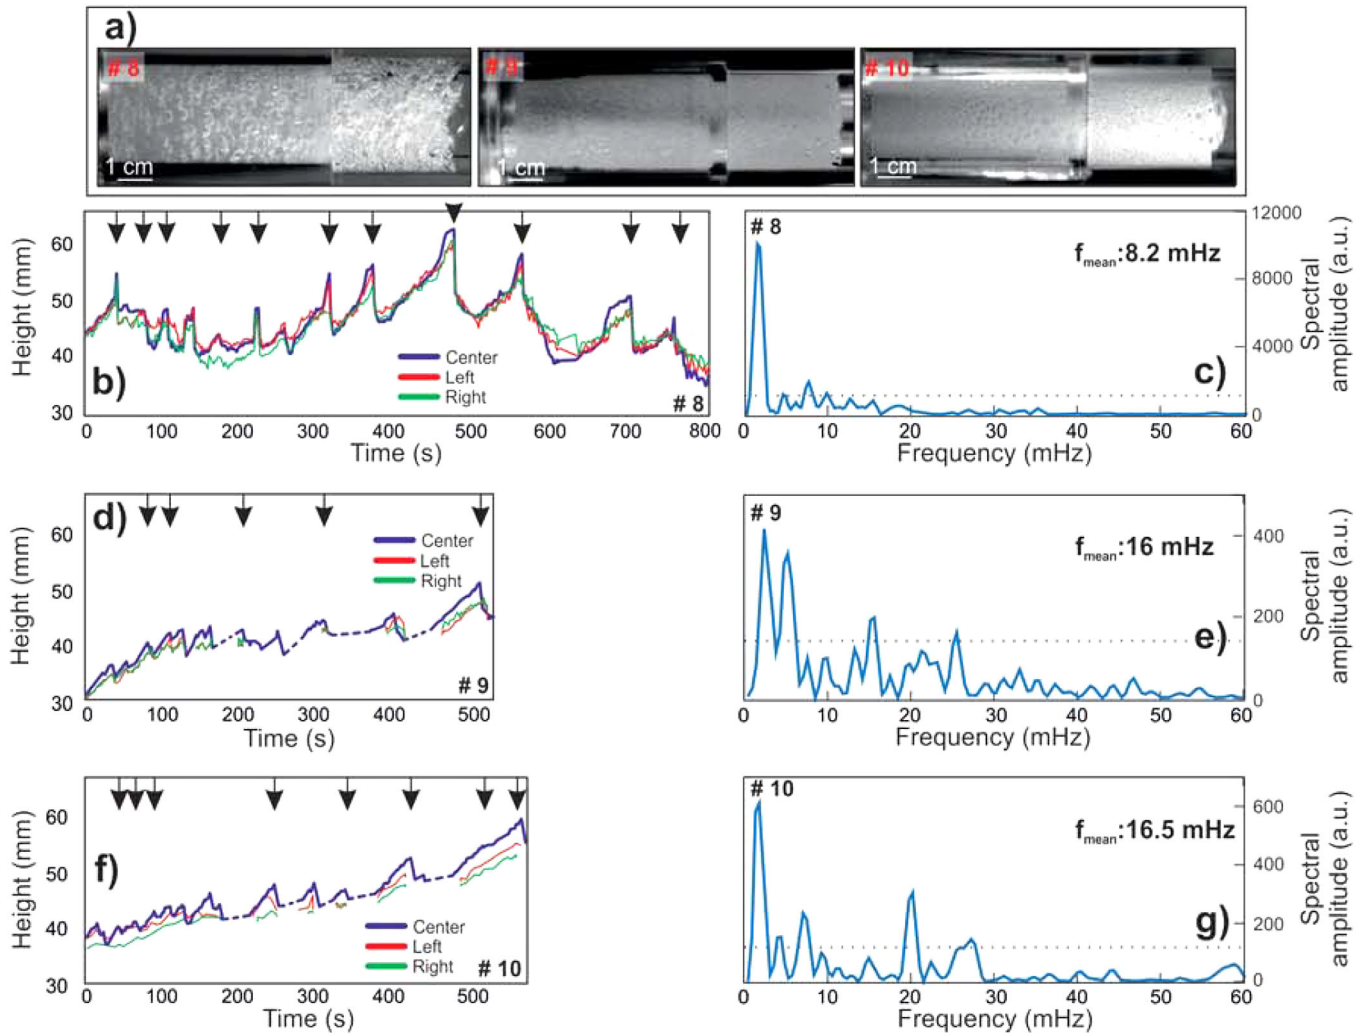 a)
# 8
# 9
# 10
1 cm
1 cm
1 cm
Height (mm)
60
50
40
30
b)
Center
Left
Right
# 8
0 100 200 300 400 500 600 700 800
Time (s)
# 8
f_mean:8.2 mHz
c)
12000
8000
4000
0
Spectral
amplitude (a.u.)
0 10 20 30 40 50 60
Frequency (mHz)
Height (mm)
60
50
40
30
d)
Center
Left
Right
# 9
0 100 200 300 400 500
Time (s)
# 9
f_mean:16 mHz
e)
400
200
0
Spectral
amplitude (a.u.)
0 10 20 30 40 50 60
Frequency (mHz)
Height (mm)
60
50
40
30
f)
Center
Left
Right
# 10
0 100 200 300 400 500
Time (s)
# 10
f_mean:16.5 mHz
g)
600
400
200
0
Spectral
amplitude (a.u.)
0 10 20 30 40 50 60
Frequency (mHz)